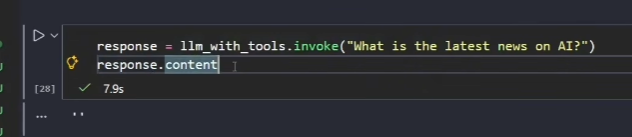 response = llm_with_tools.invoke("What is the latest news on AI?")
response.content
[28]
7.9s
... ''